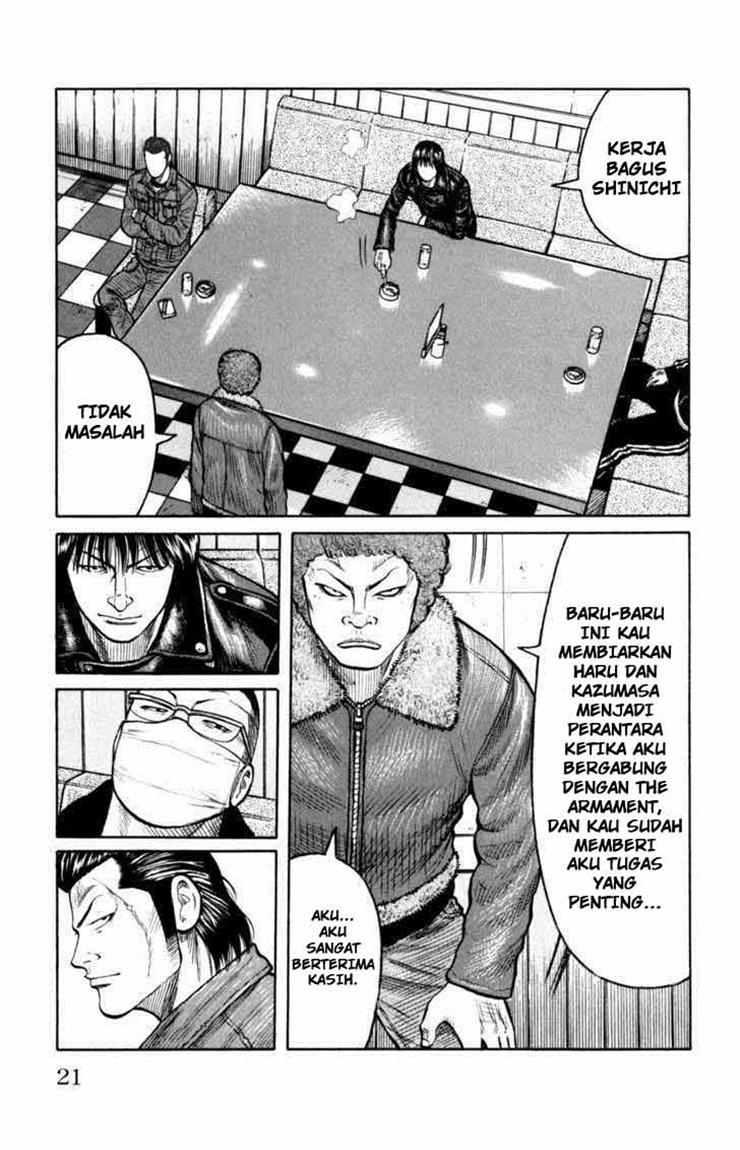 KERJA
BAGUS
SHINICHI
TIDAK
MASALAH
BARU-BARU
INI KAU
MEMBIARKAN
HARU DAN
KAZUMASA
MENJADI
PERANTARA
KETIKA AKU
BERGABUNG
DENGAN THE
ARMAMENT,
DAN KAU SUDAH
MEMBERI
AKU TUGAS
YANG
PENTING...
AKU...
AKU
SANGAT
BERTERIMA
KASIH.
21